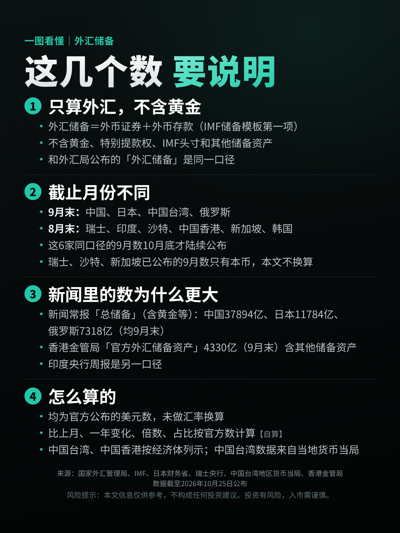 一图看懂｜外汇储备
这几个数 要说明
1 只算外汇，不含黄金
• 外汇储备＝外币证券＋外币存款（IMF储备模板第一项）
• 不含黄金、特别提款权、IMF头寸和其他储备资产
• 和外汇局公布的「外汇储备」是同一口径
2 截止月份不同
• 9月末：中国、日本、中国台湾、俄罗斯
• 8月末：瑞士、印度、沙特、中国香港、新加坡、韩国
• 这6家同口径的9月数10月底才陆续公布
• 瑞士、沙特、新加坡已公布的9月数只有本币，本文不换算
3 新闻里的数为什么更大
• 新闻常报「总储备」（含黄金等）：中国37894亿、日本11784亿、
俄罗斯7318亿（均9月末）
• 香港金管局「官方外汇储备资产」4330亿（9月末）含其他储备资产
• 印度央行周报是另一口径
4 怎么算的
• 均为官方公布的美元数，未做汇率换算
• 比上月、一年变化、倍数、占比按官方数计算【自算】
• 中国台湾、中国香港按经济体列示；中国台湾数据来自当地货币当局
来源：国家外汇管理局、IMF、日本财务省、瑞士央行、中国台湾地区货币当局、香港金管局
数据截至2026年10月25日公布
风险提示：本文信息仅供参考，不构成任何投资建议。投资有风险，入市需谨慎。